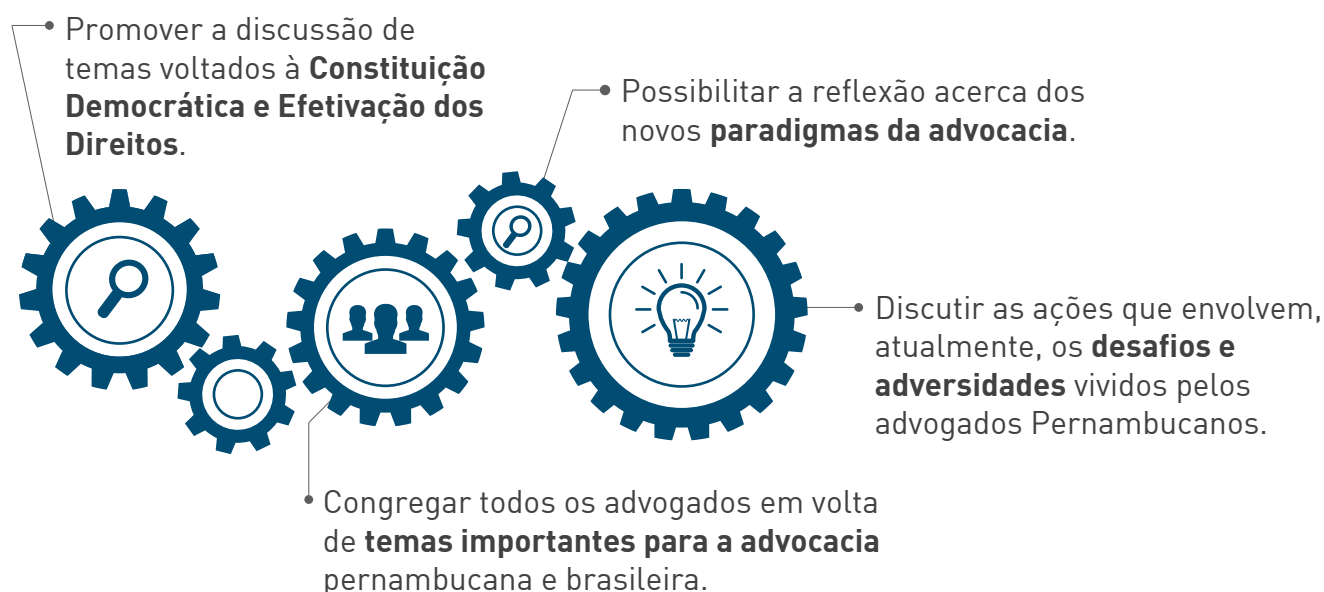 Promover a discussão de
temas voltados à Constituição
Democrática e Efetivação dos
Direitos.
Possibilitar a reflexão acerca dos
novos paradigmas da advocacia.
Discutir as ações que envolvem,
atualmente, os desafios e
adversidades vividos pelos
advogados Pernambucanos.
Congregar todos os advogados em volta
de temas importantes para a advocacia
pernambucana e brasileira.